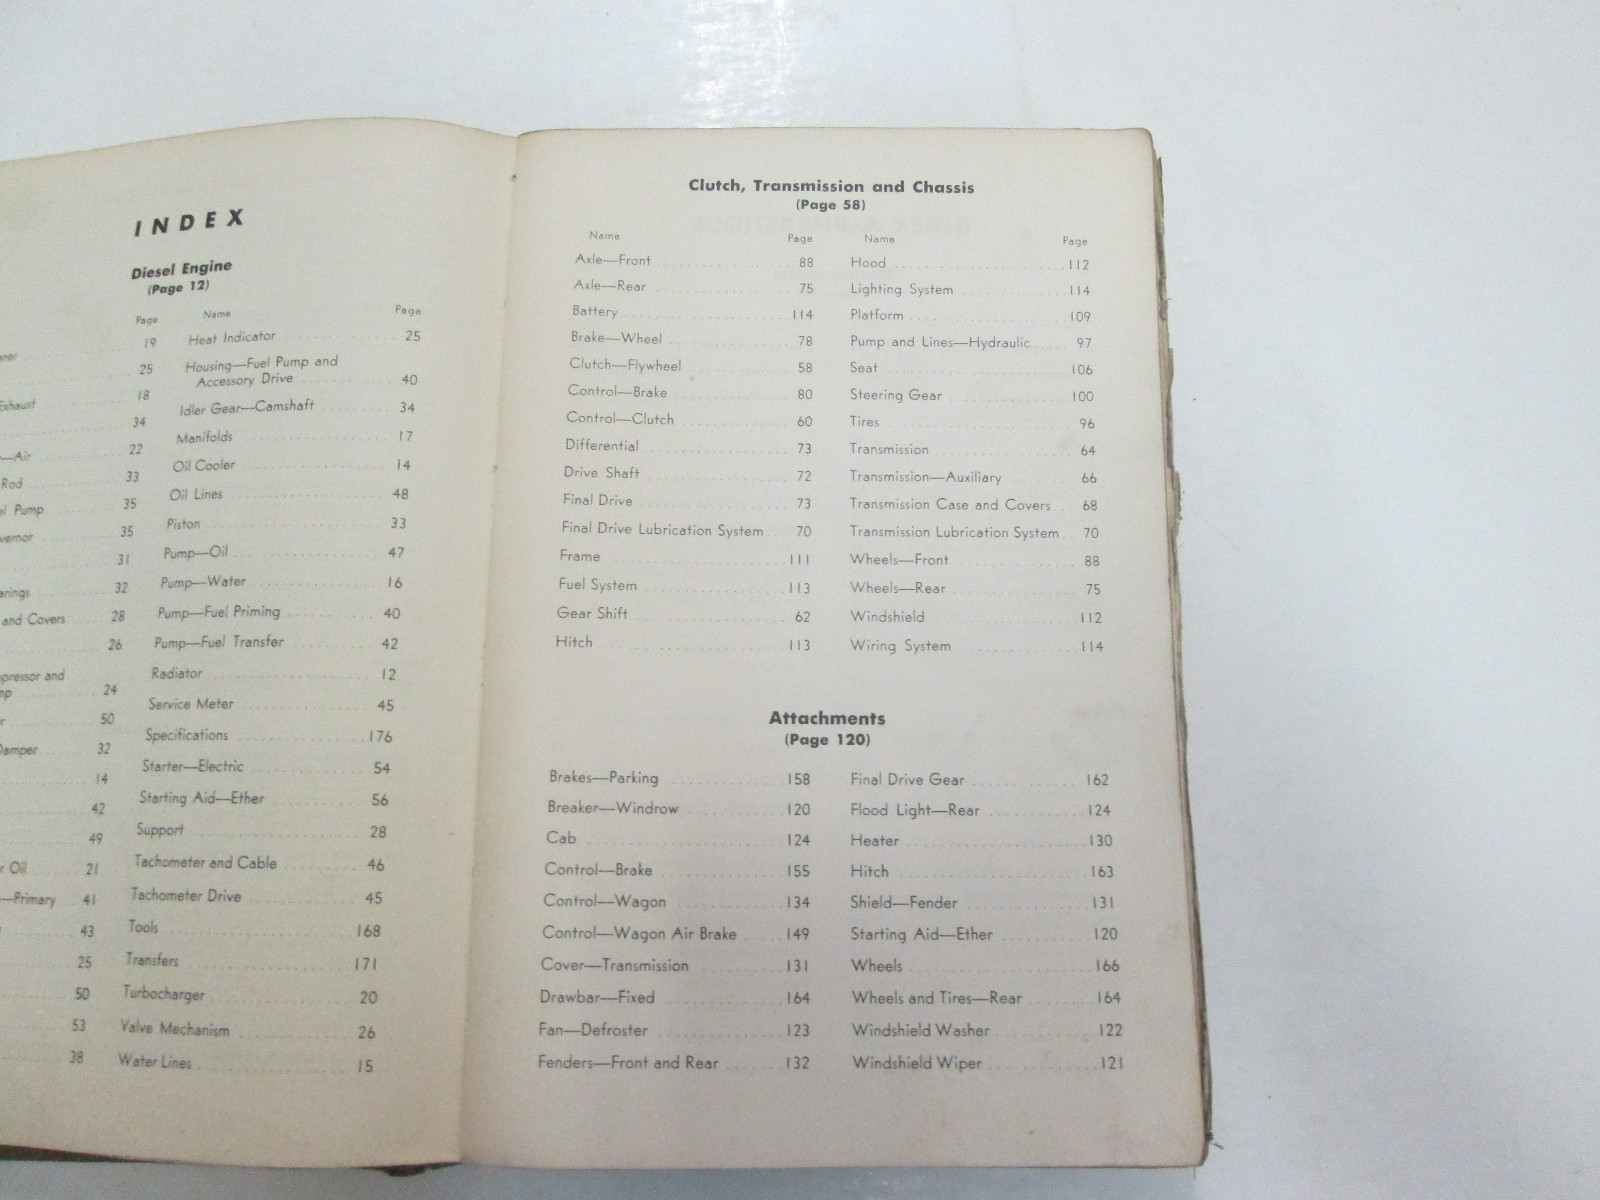 INDEX
Diesel Engine
(Page 12)
Page
19
25
Exhaust 18
34
—Air 22
Rod 33
Pump 35
35
31
32
and Covers 28
26
and
24
50
Damper 32
14
42
49
Oil 21
—Primary 41
43
25
50
53
38
Name Page
Heat Indicator 25
Housing—Fuel Pump and
Accessory Drive 40
Idler Gear—Camshaft 34
Manifolds 17
Oil Cooler 14
Oil Lines 48
Piston 33
Pump—Oil 47
Pump—Water 16
Pump—Fuel Priming 40
Pump—Fuel Transfer 42
Radiator 12
Service Meter 45
Specifications 176
Starter—Electric 54
Starting Aid—Ether 56
Support 28
Tachometer and Cable 46
Tachometer Drive 45
Tools 168
Transfers 171
Turbocharger 20
Valve Mechanism 26
Water Lines 15
Clutch, Transmission and Chassis
(Page 58)
Name Page
Axle—Front 88
Axle—Rear 75
Battery 114
Brake—Wheel 78
Clutch—Flywheel 58
Control—Brake 80
Control—Clutch 60
Differential 73
Drive Shaft 72
Final Drive 73
Final Drive Lubrication System 70
Frame 111
Fuel System 113
Gear Shift 62
Hitch 113
Name Page
Hood 112
Lighting System 114
Platform 109
Pump and Lines—Hydraulic 97
Seat 106
Steering Gear 100
Tires 96
Transmission 64
Transmission—Auxiliary 66
Transmission Case and Covers 68
Transmission Lubrication System 70
Wheels—Front 88
Wheels—Rear 75
Windshield 112
Wiring System 114
Attachments
(Page 120)
Brakes—Parking 158
Breaker—Windrow 120
Cab 124
Control—Brake 155
Control—Wagon 134
Control—Wagon Air Brake 149
Cover—Transmission 131
Drawbar—Fixed 164
Fan—Defroster 123
Fenders—Front and Rear 132
Final Drive Gear 162
Flood Light—Rear 124
Heater 130
Hitch 163
Shield—Fender 131
Starting Aid—Ether 120
Wheels 166
Wheels and Tires—Rear 164
Windshield Washer 122
Windshield Wiper 121